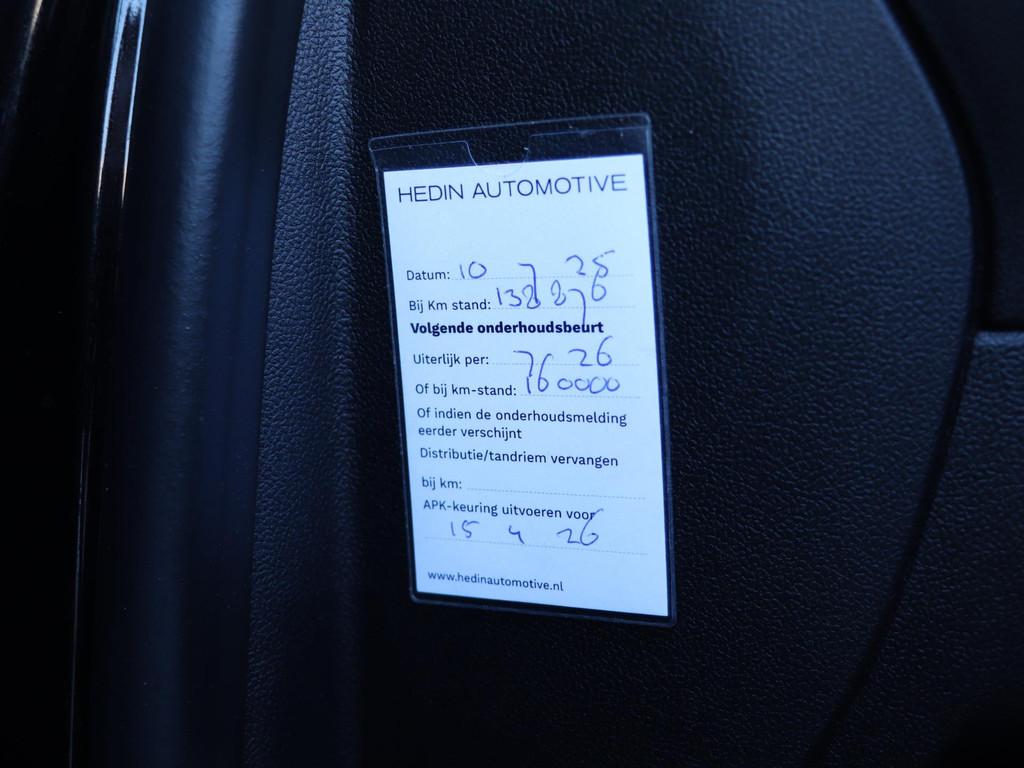 HEDIN AUTOMOTIVE
Datum: 10 7 25
Bij Km stand: 138876
Volgende onderhoudsbeurt
Uiterlijk per: 7 26
Of bij km-stand: 160000
Of indien de onderhoudsmelding
eerder verschijnt
Distributie/tandriem vervangen
bij km:
APK-keuring uitvoeren voor
15 4 26
www.hedinautomotive.nl